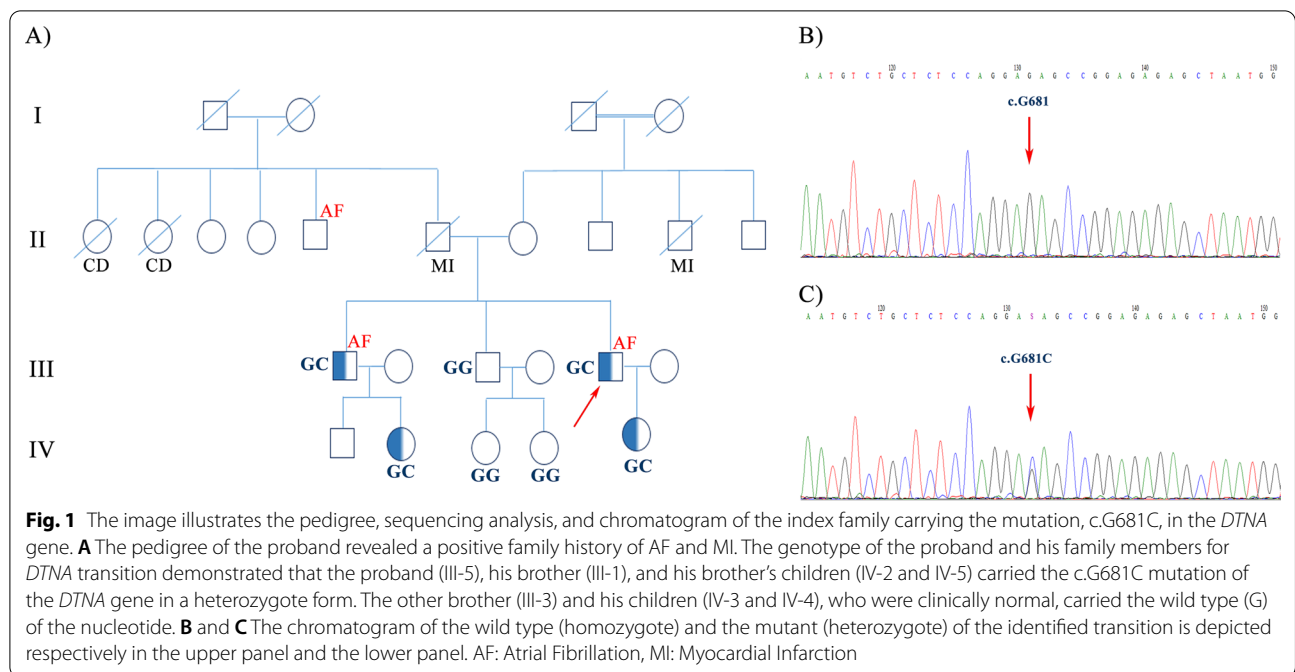 A)
B)
120 130 140 150
A A T G T C T G C T C T C C A G G A G A G C C G G A G A G A G C T A A T G G
c.G681
I
AF
II
CD CD MI MI
C)
120 130 140 150
A A T G T C T G C T C T C C A G G A S A G C C G G A G A G A G C T A A T G G
c.G681C
AF AF
III GC GG GC
IV
GC GG GG GC
Fig. 1 The image illustrates the pedigree, sequencing analysis, and chromatogram of the index family carrying the mutation, c.G681C, in the DTNA
gene. A The pedigree of the proband revealed a positive family history of AF and MI. The genotype of the proband and his family members for
DTNA transition demonstrated that the proband (III-5), his brother (III-1), and his brother's children (IV-2 and IV-5) carried the c.G681C mutation of
the DTNA gene in a heterozygote form. The other brother (III-3) and his children (IV-3 and IV-4), who were clinically normal, carried the wild type (G)
of the nucleotide. B and C The chromatogram of the wild type (homozygote) and the mutant (heterozygote) of the identified transition is depicted
respectively in the upper panel and the lower panel. AF: Atrial Fibrillation, MI: Myocardial Infarction